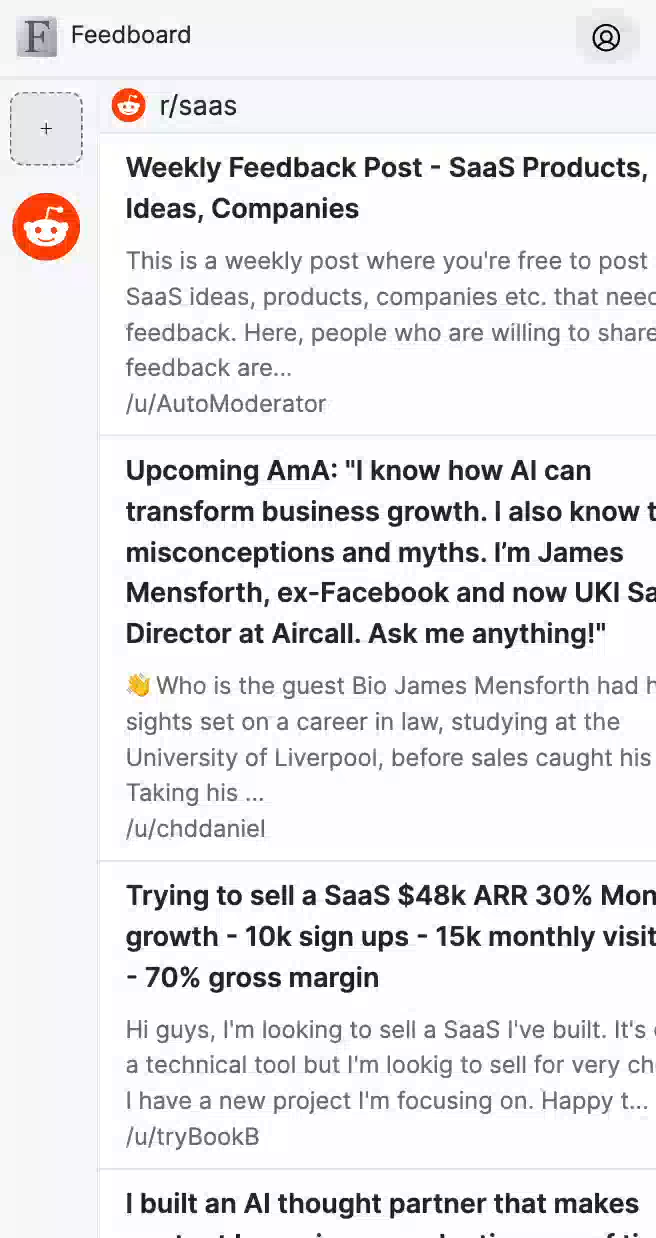 F Feedboard
+
r/saas
Weekly Feedback Post - SaaS Products,
Ideas, Companies
This is a weekly post where you're free to post
SaaS ideas, products, companies etc. that need
feedback. Here, people who are willing to share
feedback are...
/u/AutoModerator
Upcoming AmA: "I know how AI can
transform business growth. I also know t
misconceptions and myths. I’m James
Mensforth, ex-Facebook and now UKI Sa
Director at Aircall. Ask me anything!"
👋 Who is the guest Bio James Mensforth had h
sights set on a career in law, studying at the
University of Liverpool, before sales caught his
Taking his ...
/u/chddaniel
Trying to sell a SaaS $48k ARR 30% Mon
growth - 10k sign ups - 15k monthly visit
- 70% gross margin
Hi guys, I'm looking to sell a SaaS I've built. It's
a technical tool but I'm lookig to sell for very ch
I have a new project I'm focusing on. Happy t...
/u/tryBookB
I built an AI thought partner that makes